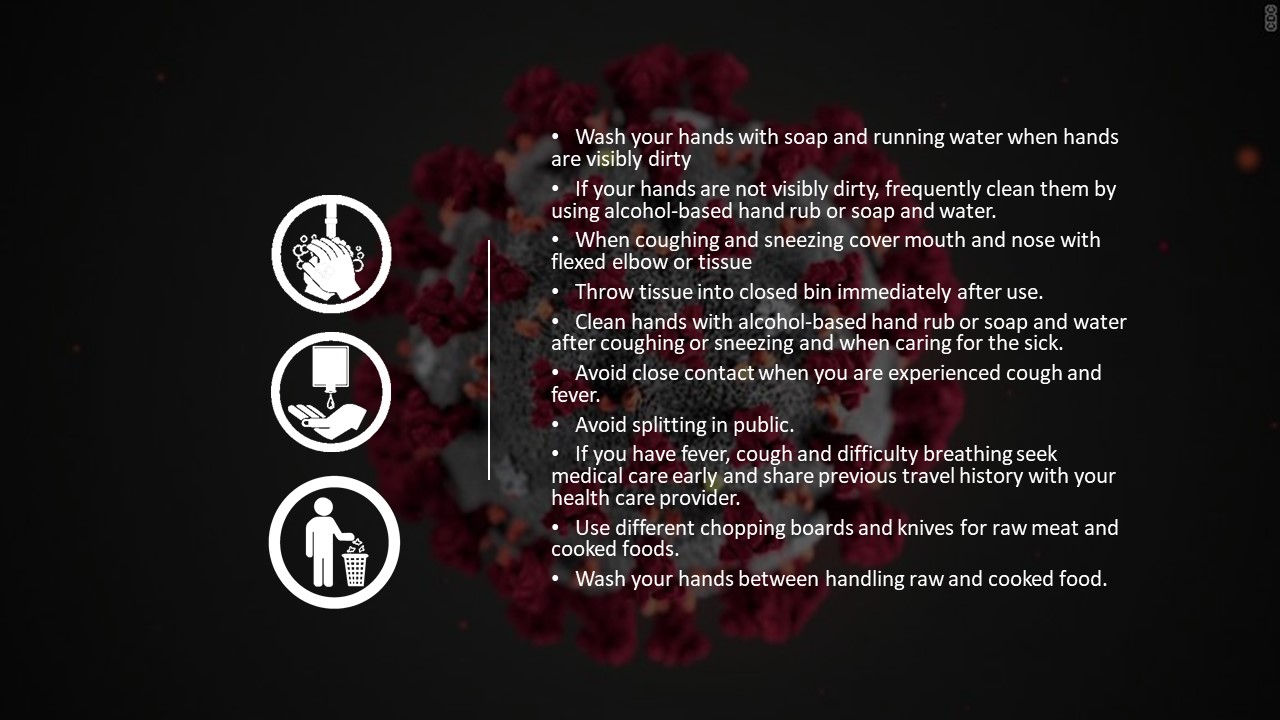 CDC
• Wash your hands with soap and running water when hands
are visibly dirty
• If your hands are not visibly dirty, frequently clean them by
using alcohol-based hand rub or soap and water.
• When coughing and sneezing cover mouth and nose with
flexed elbow or tissue
• Throw tissue into closed bin immediately after use.
• Clean hands with alcohol-based hand rub or soap and water
after coughing or sneezing and when caring for the sick.
• Avoid close contact when you are experienced cough and
fever.
• Avoid splitting in public.
• If you have fever, cough and difficulty breathing seek
medical care early and share previous travel history with your
health care provider.
• Use different chopping boards and knives for raw meat and
cooked foods.
• Wash your hands between handling raw and cooked food.